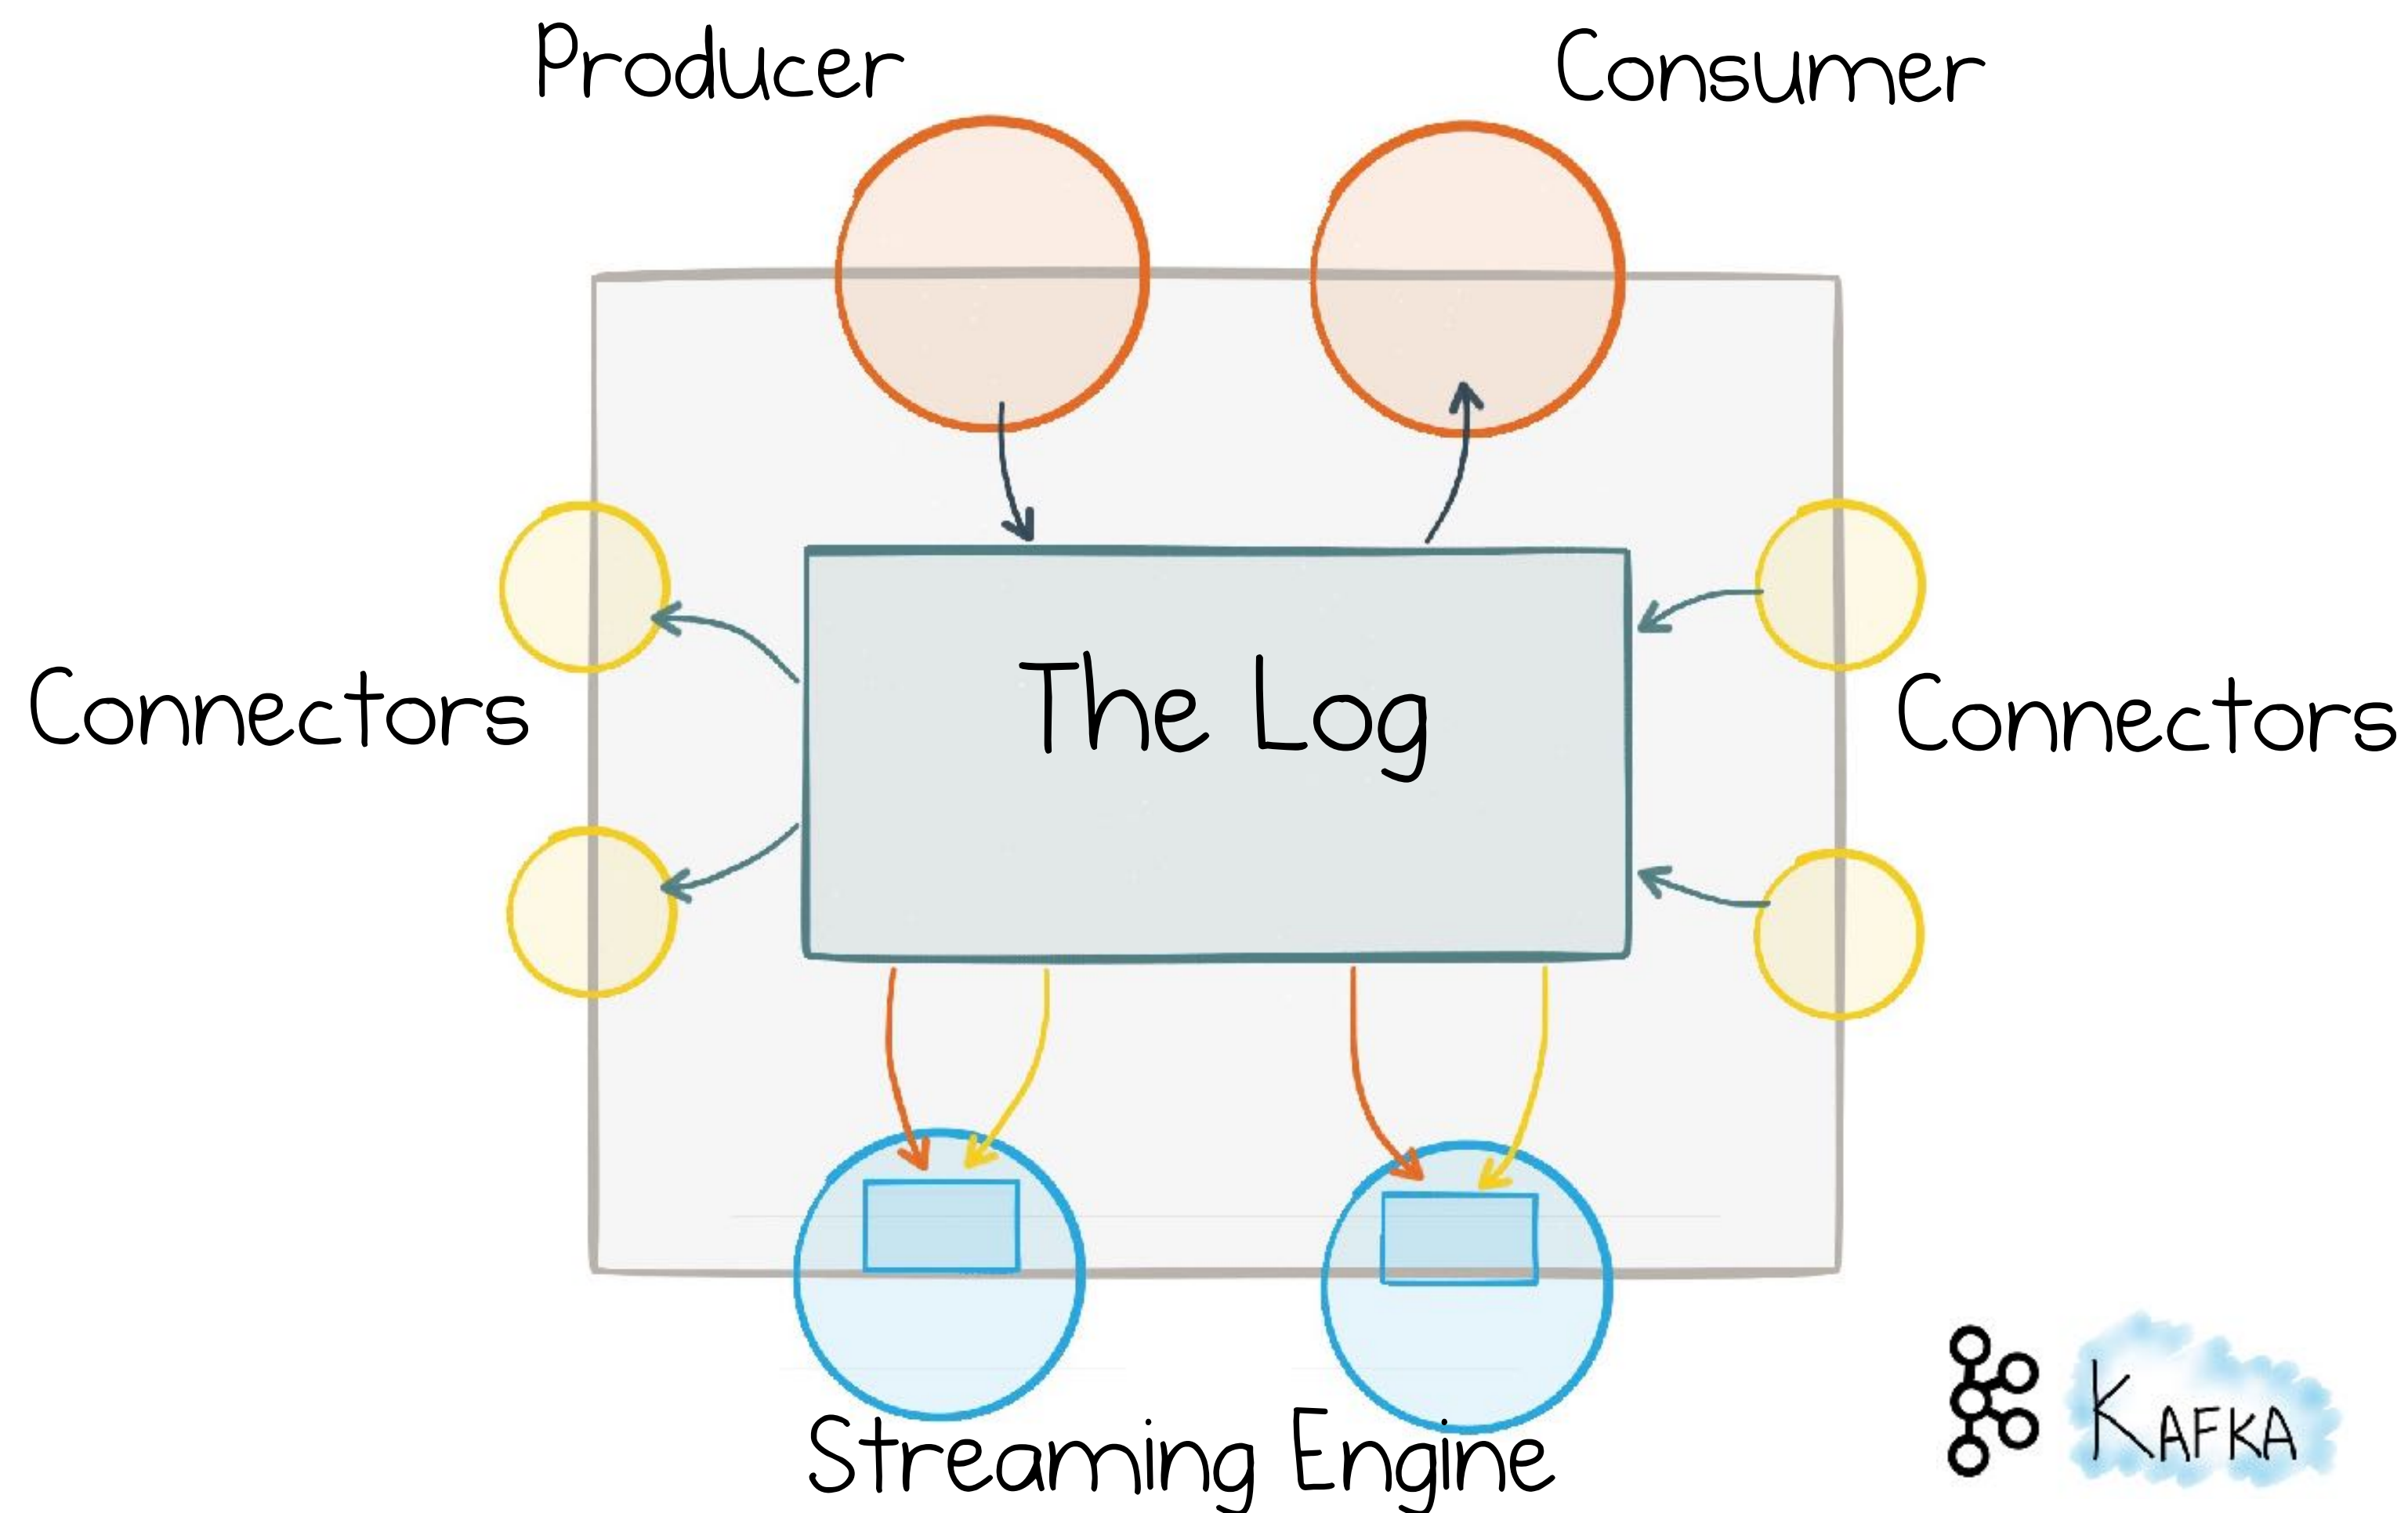 Producer
Consumer
Connectors
The Log
Connectors
Streaming Engine
KAFKA